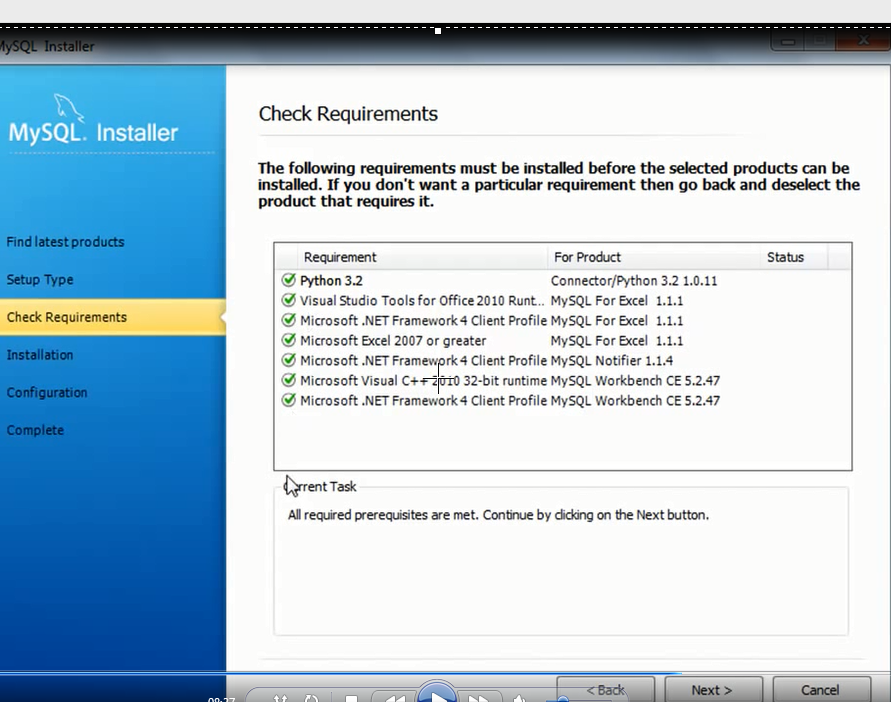 MySQL Installer
MySQL. Installer
Find latest products
Setup Type
Check Requirements
Installation
Configuration
Complete
Check Requirements
The following requirements must be installed before the selected products can be
installed. If you don't want a particular requirement then go back and deselect the
product that requires it.
Requirement For Product Status
Python 3.2 Connector/Python 3.2 1.0.11
Visual Studio Tools for Office 2010 Runt... MySQL For Excel 1.1.1
Microsoft .NET Framework 4 Client Profile MySQL For Excel 1.1.1
Microsoft Excel 2007 or greater MySQL For Excel 1.1.1
Microsoft .NET Framework 4 Client Profile MySQL Notifier 1.1.4
Microsoft Visual C++ 2010 32-bit runtime MySQL Workbench CE 5.2.47
Microsoft .NET Framework 4 Client Profile MySQL Workbench CE 5.2.47
Current Task
All required prerequisites are met. Continue by clicking on the Next button.
< Back Next > Cancel